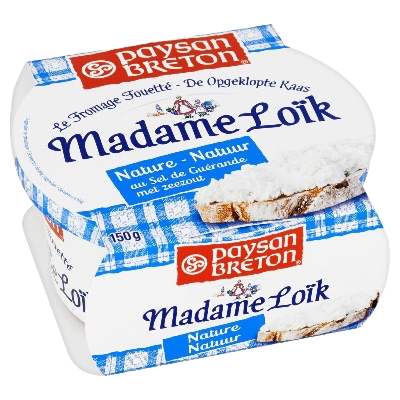 Paysan
Breton
Le Fromage Fouetté - De Opgeklopte Kaas
Madame Loïk
Nature - Natuur
au Sel de Guérande
met zeezout
150g
Paysan
Breton
Madame Loïk
Nature
Natuur